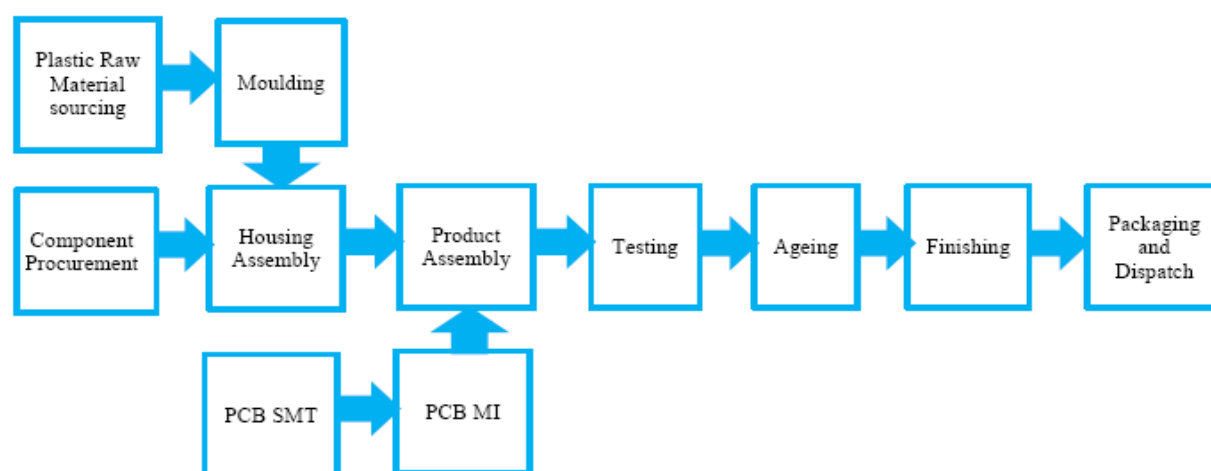 Plastic Raw
Material
sourcing
Moulding
Component
Procurement
Housing
Assembly
Product
Assembly
Testing
Ageing
Finishing
Packaging
and
Dispatch
PCB SMT
PCB MI